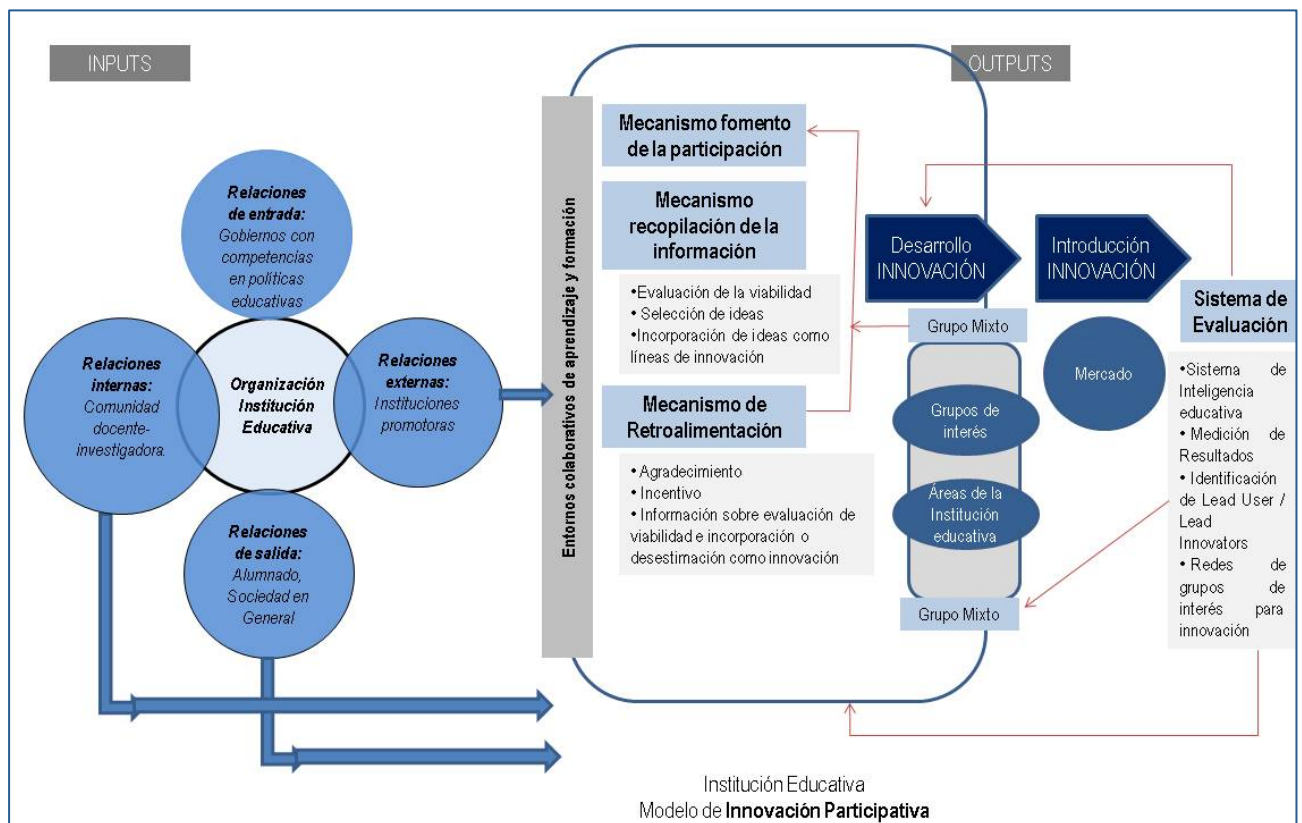 INPUTS
OUTPUTS
Relaciones
de entrada:
Gobiernos con
competencias
en políticas
educativas
Relaciones
internas:
Comunidad
docente-
investigadora.
Organización
Institución
Educativa
Relaciones
externas:
Instituciones
promotoras
Relaciones
de salida:
Alumnado,
Sociedad en
General
Entornos colaborativos de aprendizaje y formación
Mecanismo fomento
de la participación
Mecanismo
recopilación de la
información
•Evaluación de la viabilidad
• Selección de ideas
•Incorporación de ideas como
líneas de innovación
Mecanismo de
Retroalimentación
• Agradecimiento
• Incentivo
• Información sobre evaluación de
viabilidad e incorporación o
desestimación como innovación
Desarrollo
INNOVACIÓN
Introducción
INNOVACIÓN
Grupo Mixto
Grupos de
interés
Áreas de la
Institución
educativa
Grupo Mixto
Mercado
Sistema de
Evaluación
•Sistema de
Inteligencia
educativa
• Medición de
Resultados
• Identificación
de Lead User /
Lead
Innovators
• Redes de
grupos de
interés para
innovación
Institución Educativa
Modelo de Innovación Participativa